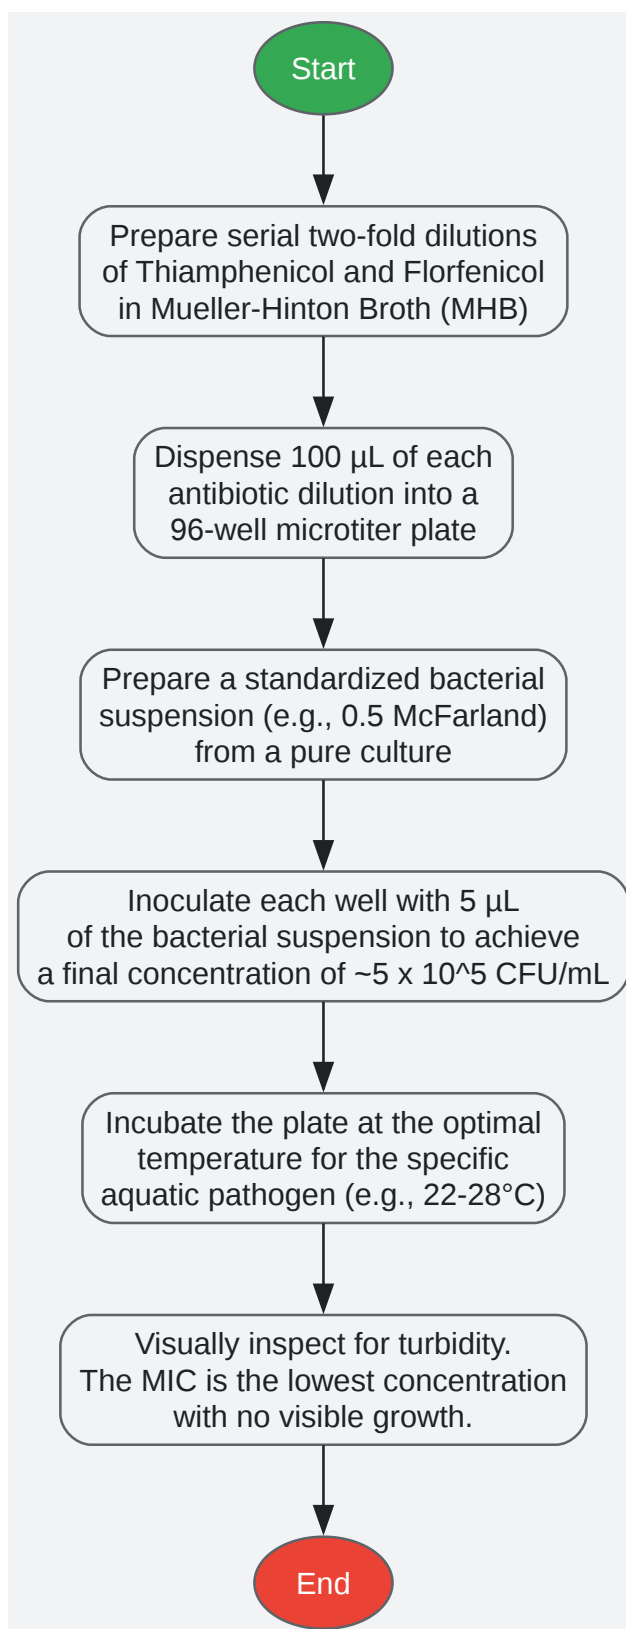 Start
Prepare serial two-fold dilutions
of Thiamphenicol and Florfenicol
in Mueller-Hinton Broth (MHB)
Dispense 100 µL of each
antibiotic dilution into a
96-well microtiter plate
Prepare a standardized bacterial
suspension (e.g., 0.5 McFarland)
from a pure culture
Inoculate each well with 5 µL
of the bacterial suspension to achieve
a final concentration of ~5 x 10^5 CFU/mL
Incubate the plate at the optimal
temperature for the specific
aquatic pathogen (e.g., 22-28°C)
Visually inspect for turbidity.
The MIC is the lowest concentration
with no visible growth.
End